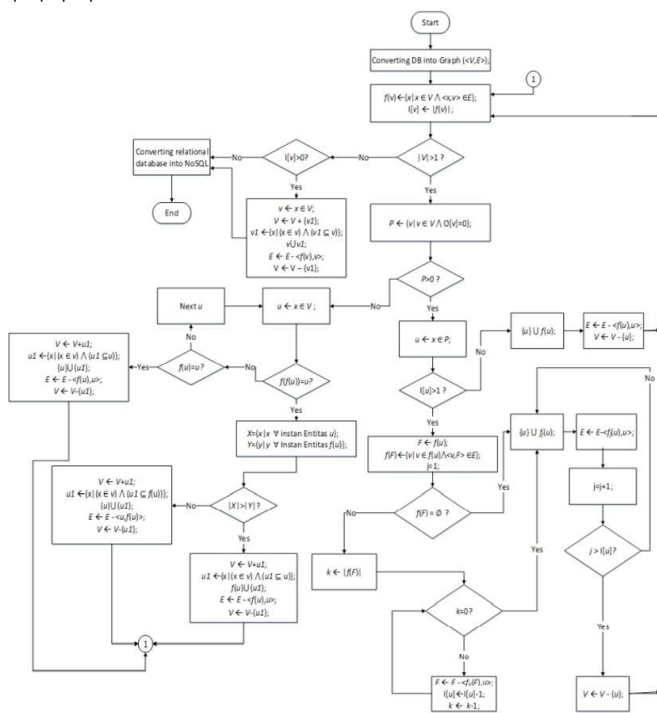 Start
Converting DB into Graph (<V,E>);
1
f(v)←{x|x ∈ V ⋀ <x,v> ∈E};
I[v] ← |f(v)| ;
|V|>1 ?
No
I[v]>0?
No
Converting relational
database into NoSQL
End
Yes
v ← x ∈ V;
V ← V + {v1};
v1 ←{x|(x ∈ v) ⋀ (v1 ⊆ v)};
v⋃v1;
E ← E - <f(v),v>;
V ← V – {v1};
Yes
P ← {v|v ∈ V ⋀ O[v]=0};
P>0 ?
No
Yes
Next u
u ← x ∈ V ;
u ← x ∈ P;
No
{u} ⋃ f(u);
E ← E - <f(u),u>;
V ← V - {u};
V ← V+u1;
u1 ←{x|(x ∈ v) ⋀ (u1 ⊆u)};
{u}⋃{u1};
E ← E - <f(u),u>;
V ← V-{u1};
No
Yes
f(u)=u?
No
f(f(u))=u?
I[u]>1 ?
No
Yes
Yes
X={x|x ∀ instan Entitas u};
Y={y|y ∀ Instan Entitas f(u)};
F ← f(u);
f(F)←{v|v ∈ f(u)⋀<v,F> ∈E};
j=1;
{u} ⋃ fⱼ(u);
E ← E-<fⱼ(u),u>;
Yes
j=j+1;
V ← V+u1;
u1 ←{x|(x ∈ v) ⋀ (u1 ⊆ f(u))};
{u}⋃{u1};
E ← E - <u,f(u)>;
V ← V-{u1};
No
|X|>|Y|?
f(F) = ∅ ?
No
Yes
j > I[u]?
Yes
V ← V+u1;
u1 ←{x|(x ∈ v) ⋀ (u1 ⊆ u)};
f(u)⋃{u1};
E ← E - <f(u),u>;
V ← V-{u1};
k ← |f(F)|
k=0?
Yes
1
No
F ← F - <fₖ(F),u>;
I[u]←I[u]-1;
k ← k-1;
V ← V - {u};